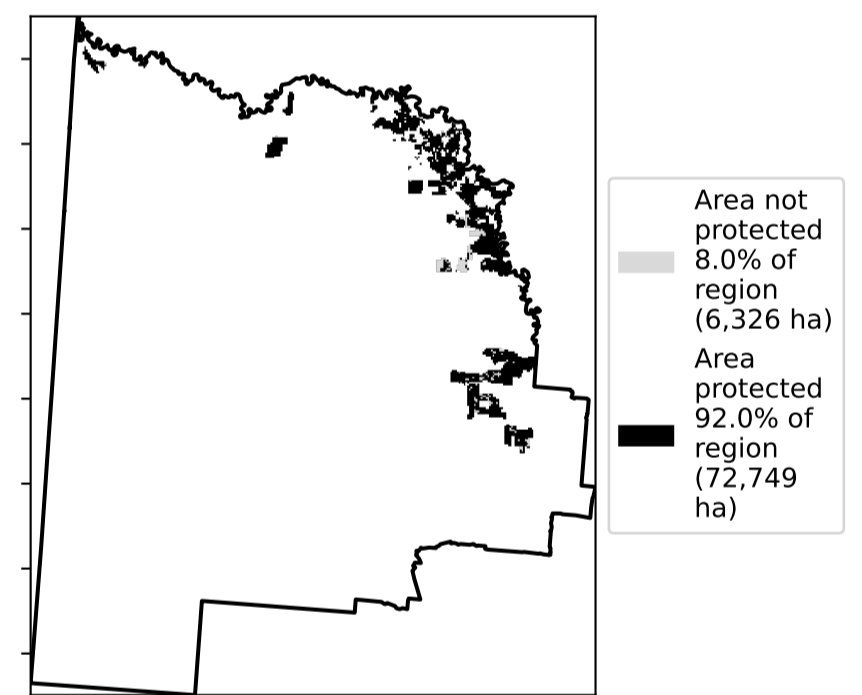 Area not
protected
8.0% of
region
(6,326 ha)
Area
protected
92.0% of
region
(72,749
ha)